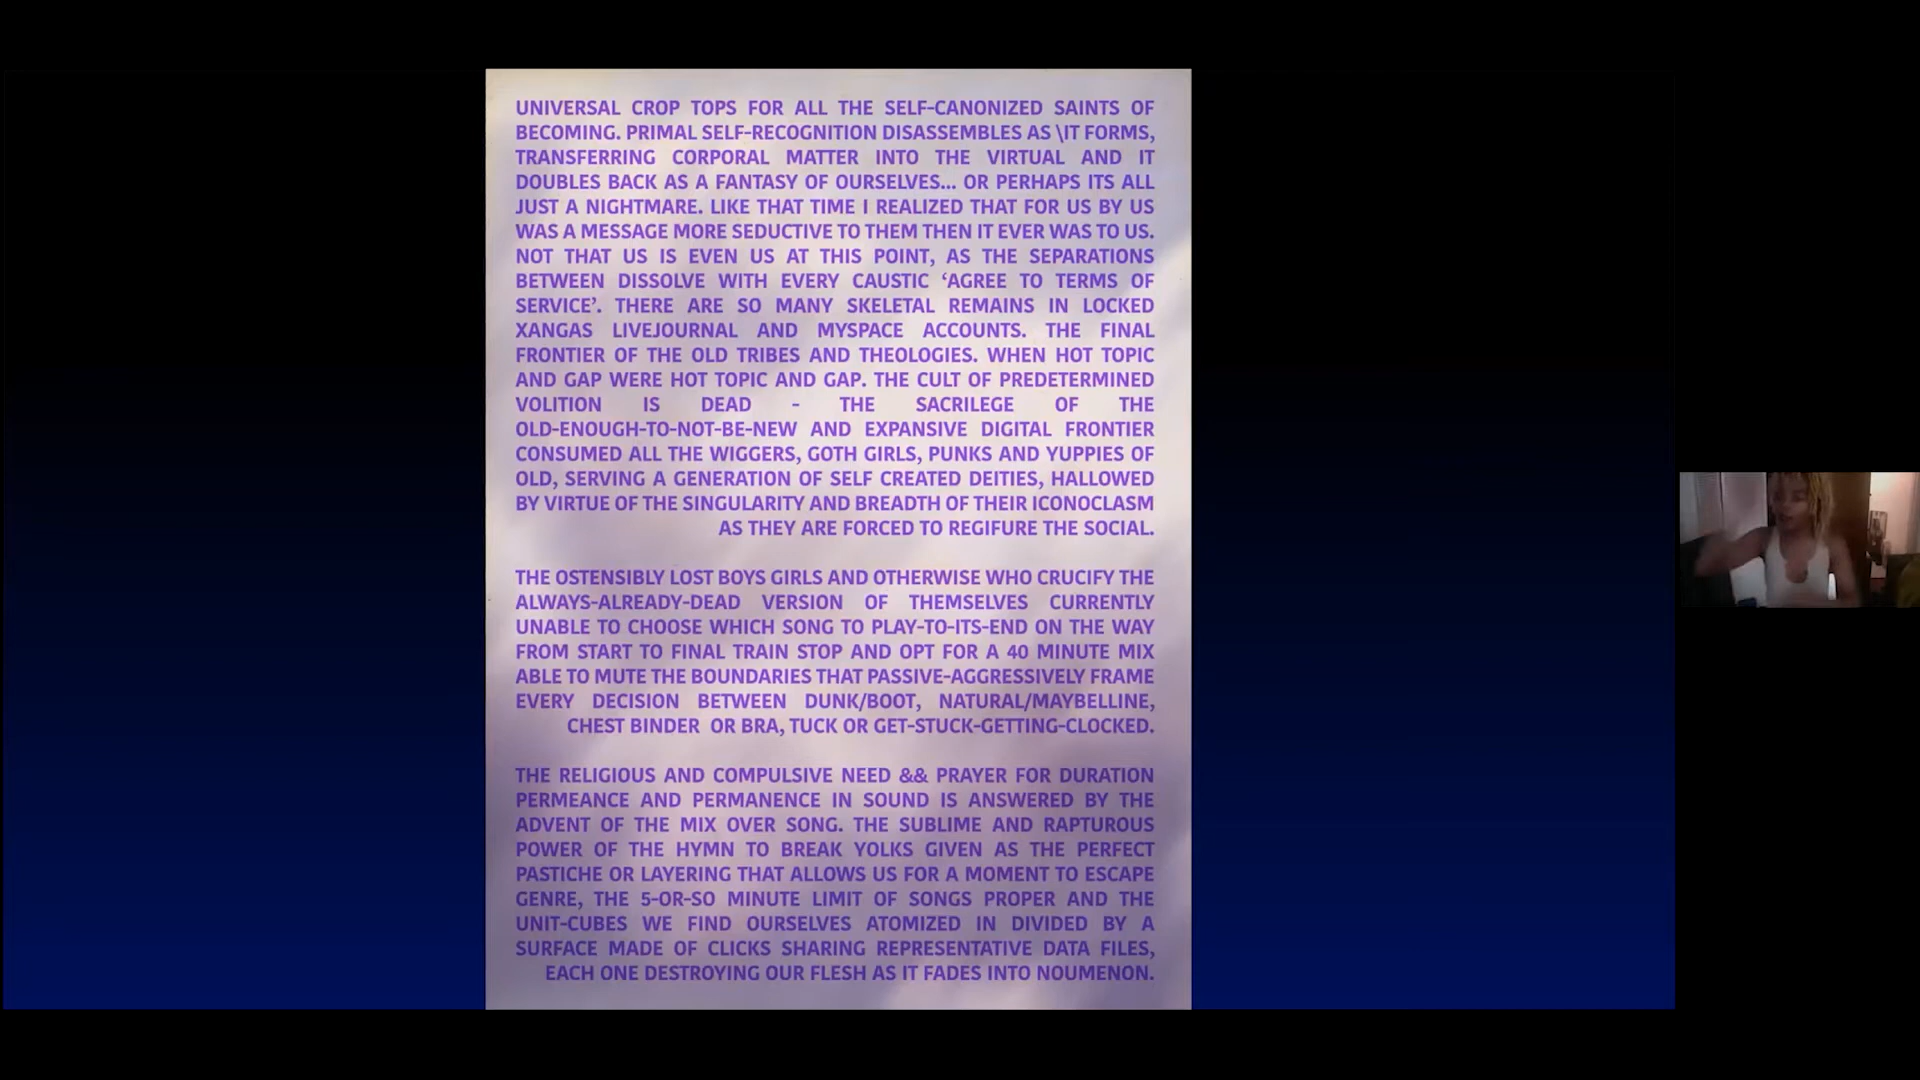 UNIVERSAL CROP TOPS FOR ALL THE SELF-CANONIZED SAINTS OF
BECOMING. PRIMAL SELF-RECOGNITION DISASSEMBLES AS \IT FORMS,
TRANSFERRING CORPORAL MATTER INTO THE VIRTUAL AND IT
DOUBLES BACK AS A FANTASY OF OURSELVES... OR PERHAPS ITS ALL
JUST A NIGHTMARE. LIKE THAT TIME I REALIZED THAT FOR US BY US
WAS A MESSAGE MORE SEDUCTIVE TO THEM THEN IT EVER WAS TO US.
NOT THAT US IS EVEN US AT THIS POINT, AS THE SEPARATIONS
BETWEEN DISSOLVE WITH EVERY CAUSTIC ‘AGREE TO TERMS OF
SERVICE’. THERE ARE SO MANY SKELETAL REMAINS IN LOCKED
XANGAS LIVEJOURNAL AND MYSPACE ACCOUNTS. THE FINAL
FRONTIER OF THE OLD TRIBES AND THEOLOGIES. WHEN HOT TOPIC
AND GAP WERE HOT TOPIC AND GAP. THE CULT OF PREDETERMINED
VOLITION IS DEAD - THE SACRILEGE OF THE
OLD-ENOUGH-TO-NOT-BE-NEW AND EXPANSIVE DIGITAL FRONTIER
CONSUMED ALL THE WIGGERS, GOTH GIRLS, PUNKS AND YUPPIES OF
OLD, SERVING A GENERATION OF SELF CREATED DEITIES, HALLOWED
BY VIRTUE OF THE SINGULARITY AND BREADTH OF THEIR ICONOCLASM
AS THEY ARE FORCED TO REGIFURE THE SOCIAL.
THE OSTENSIBLY LOST BOYS GIRLS AND OTHERWISE WHO CRUCIFY THE
ALWAYS-ALREADY-DEAD VERSION OF THEMSELVES CURRENTLY
UNABLE TO CHOOSE WHICH SONG TO PLAY-TO-ITS-END ON THE WAY
FROM START TO FINAL TRAIN STOP AND OPT FOR A 40 MINUTE MIX
ABLE TO MUTE THE BOUNDARIES THAT PASSIVE-AGGRESSIVELY FRAME
EVERY DECISION BETWEEN DUNK/BOOT, NATURAL/MAYBELLINE,
CHEST BINDER OR BRA, TUCK OR GET-STUCK-GETTING-CLOCKED.
THE RELIGIOUS AND COMPULSIVE NEED && PRAYER FOR DURATION
PERMEANCE AND PERMANENCE IN SOUND IS ANSWERED BY THE
ADVENT OF THE MIX OVER SONG. THE SUBLIME AND RAPTUROUS
POWER OF THE HYMN TO BREAK YOLKS GIVEN AS THE PERFECT
PASTICHE OR LAYERING THAT ALLOWS US FOR A MOMENT TO ESCAPE
GENRE, THE 5-OR-SO MINUTE LIMIT OF SONGS PROPER AND THE
UNIT-CUBES WE FIND OURSELVES ATOMIZED IN DIVIDED BY A
SURFACE MADE OF CLICKS SHARING REPRESENTATIVE DATA FILES,
EACH ONE DESTROYING OUR FLESH AS IT FADES INTO NOUMENON.